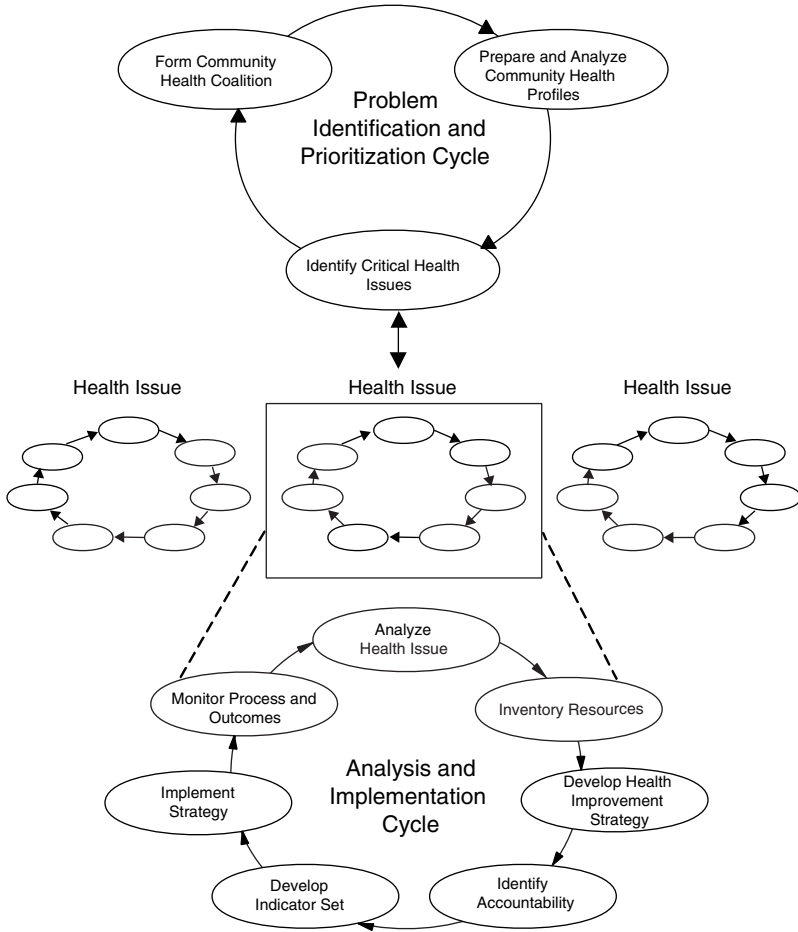 Form Community
Health Coalition
Prepare and Analyze
Community Health
Profiles
Problem
Identification and
Prioritization Cycle
Identify Critical Health
Issues
Health Issue
Health Issue
Health Issue
Analyze
Health Issue
Monitor Process and
Outcomes
Inventory Resources
Analysis and
Implementation
Cycle
Implement
Strategy
Develop Health
Improvement
Strategy
Develop
Indicator Set
Identify
Accountability